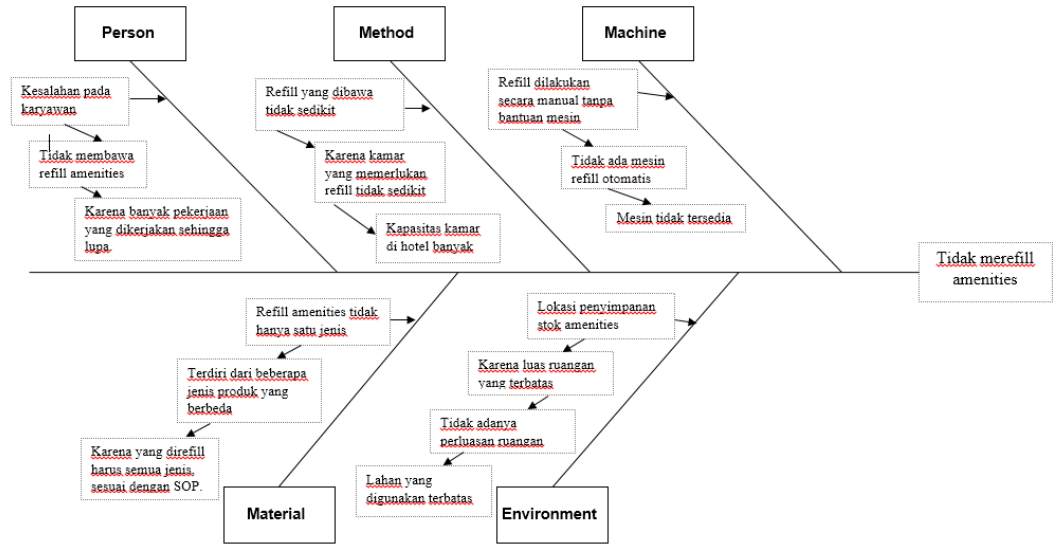 Person
Method
Machine
Kesalahan pada
karyawan
Tidak membawa
refill amenities
Karena banyak pekerjaan
yang dikerjakan sehingga
lupa.
Refill yang dibawa
tidak sedikit
Karena kamar
yang memerlukan
refill tidak sedikit
Kapasitas kamar
di hotel banyak
Refill dilakukan
secara manual tanpa
bantuan mesin
Tidak ada mesin
refill otomatis
Mesin tidak tersedia
Tidak merefill
amenities
Refill amenities tidak
hanya satu jenis
Terdiri dari beberapa
jenis produk yang
berbeda
Karena yang direfill
harus semua jenis,
sesuai dengan SOP.
Lokasi penyimpanan
stok amenities
Karena luas ruangan
yang terbatas
Tidak adanya
perluasan ruangan
Lahan yang
digunakan terbatas
Material
Environment